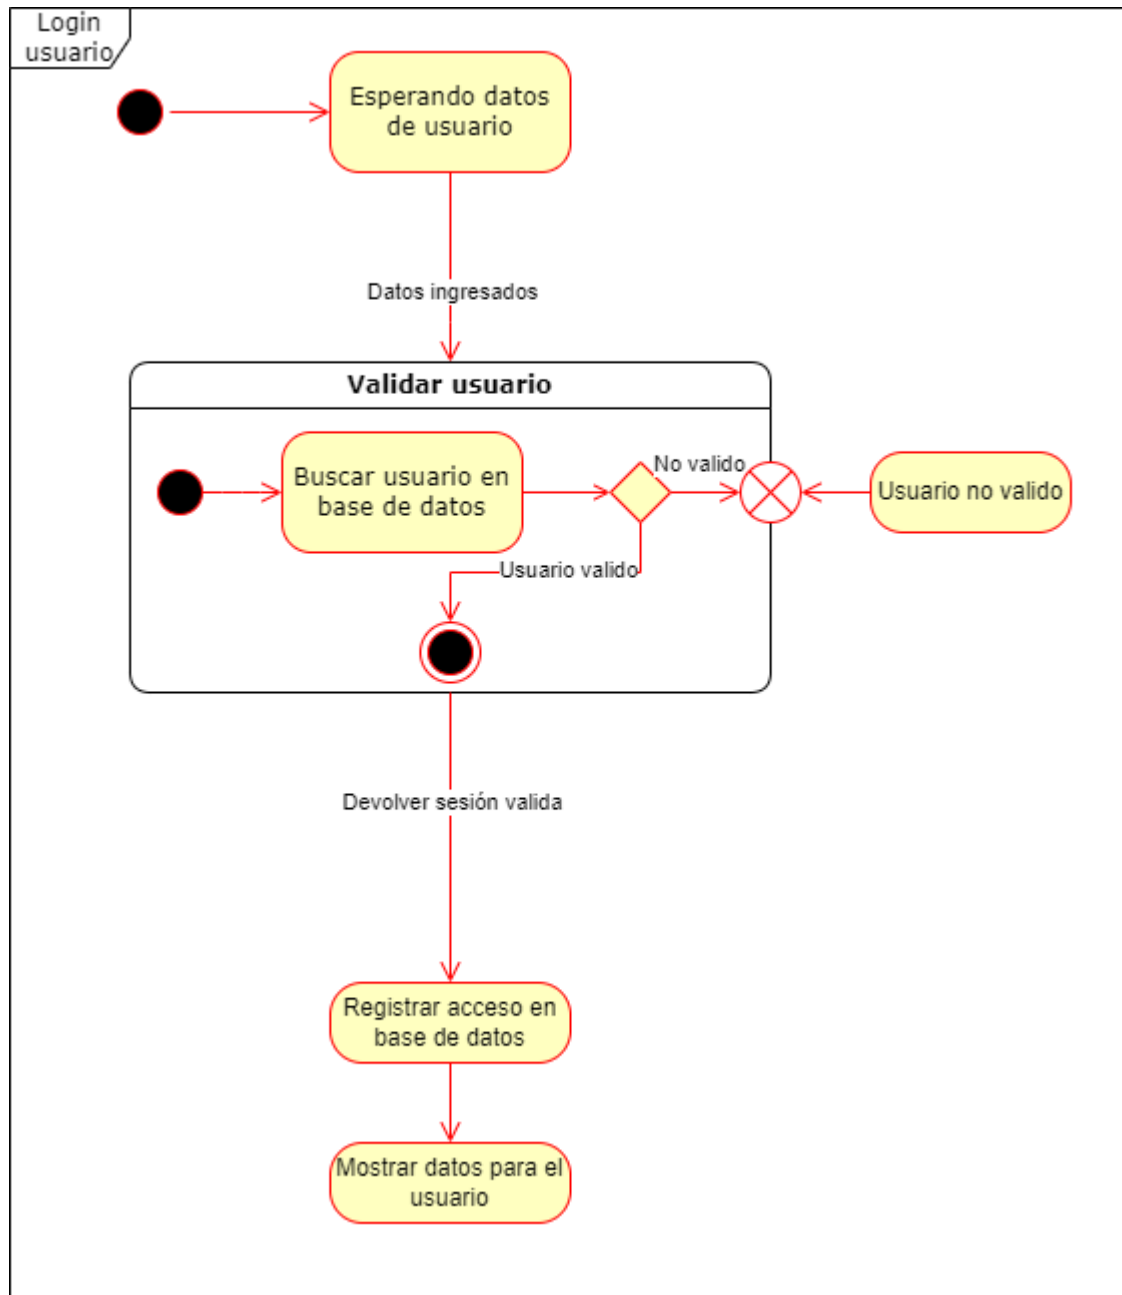 Login
usuario
Esperando datos
de usuario
Datos ingresados
Validar usuario
Buscar usuario en
base de datos
No valido
Usuario no valido
Usuario valido
Devolver sesión valida
Registrar acceso en
base de datos
Mostrar datos para el
usuario